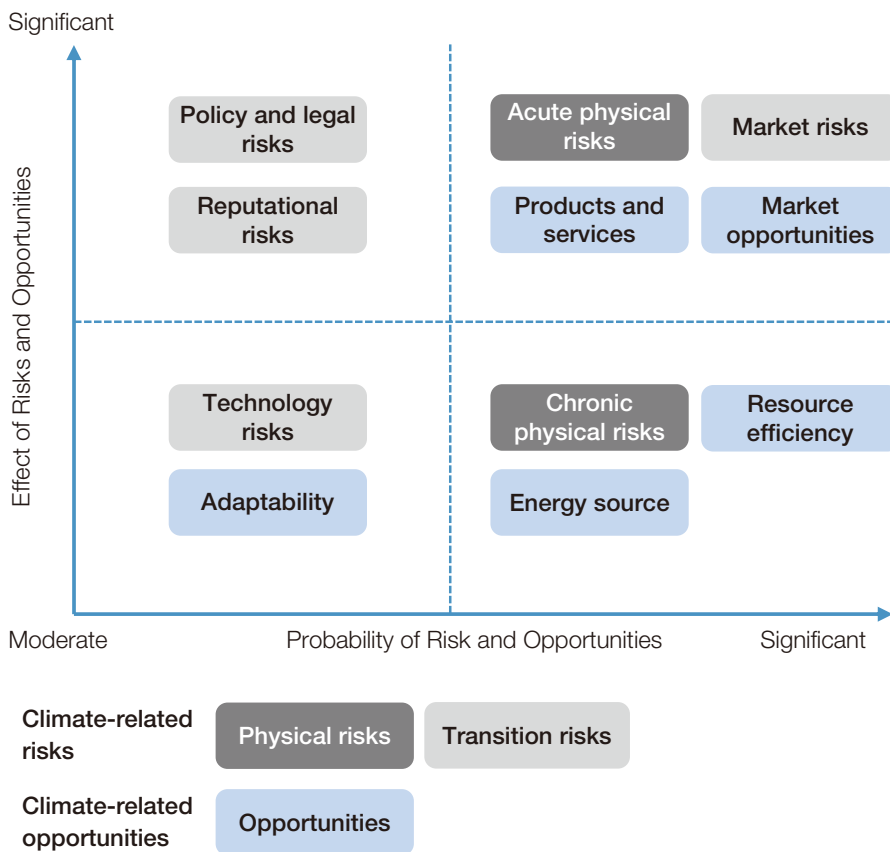 Significant
Effect of Risks and Opportunities
Policy and legal
risks
Acute physical
risks
Market risks
Reputational
risks
Products and
services
Market
opportunities
Technology
risks
Chronic
physical risks
Resource
efficiency
Adaptability
Energy source
Moderate
Probability of Risk and Opportunities
Significant
Climate-related
risks
Physical risks
Transition risks
Climate-related
opportunities
Opportunities